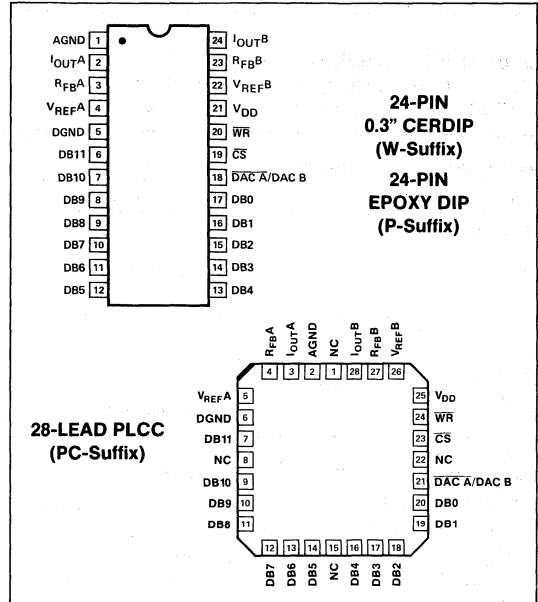 AGND 1
IOUTA 2
RFBA 3
VREFA 4
DGND 5
DB11 6
DB10 7
DB9 8
DB8 9
DB7 10
DB6 11
DB5 12
24 IOUTB
23 RFBB
22 VREFB
21 VDD
20 WR
19 CS
18 DAC A/DAC B
17 DB0
16 DB1
15 DB2
14 DB3
13 DB4
24-PIN
0.3" CERDIP
(W-Suffix)
24-PIN
EPOXY DIP
(P-Suffix)
28-LEAD PLCC
(PC-Suffix)
RFBA IOUTA AGND NC IOUTB RFBB VREFB
4 3 2 1 28 27 26
VREFA 5
DGND 6
DB11 7
NC 8
DB10 9
DB9 10
DB8 11
25 VDD
24 WR
23 CS
22 NC
21 DAC A/DAC B
20 DB0
19 DB1
12 13 14 15 16 17 18
DB7 DB6 DB5 NC DB4 DB3 DB2